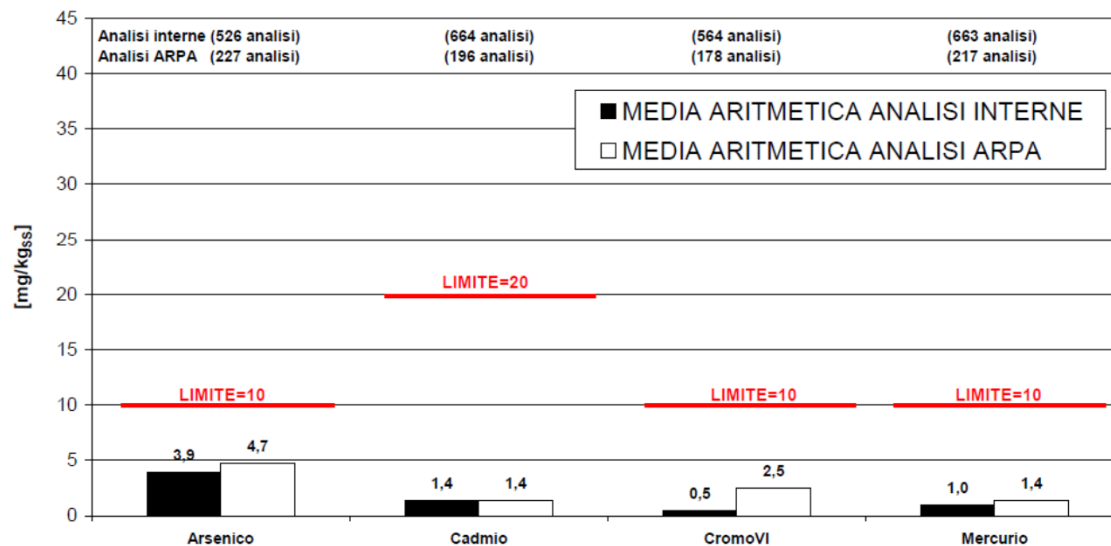 45
40
35
30
25
20
15
10
5
0
[mg/kgSS]
Analisi interne (526 analisi) (664 analisi) (564 analisi) (663 analisi)
Analisi ARPA (227 analisi) (196 analisi) (178 analisi) (217 analisi)
MEDIA ARITMETICA ANALISI INTERNE
MEDIA ARITMETICA ANALISI ARPA
LIMITE=20
LIMITE=10 LIMITE=10 LIMITE=10
3,9 4,7 1,4 1,4 0,5 2,5 1,0 1,4
Arsenico Cadmio CromoVI Mercurio